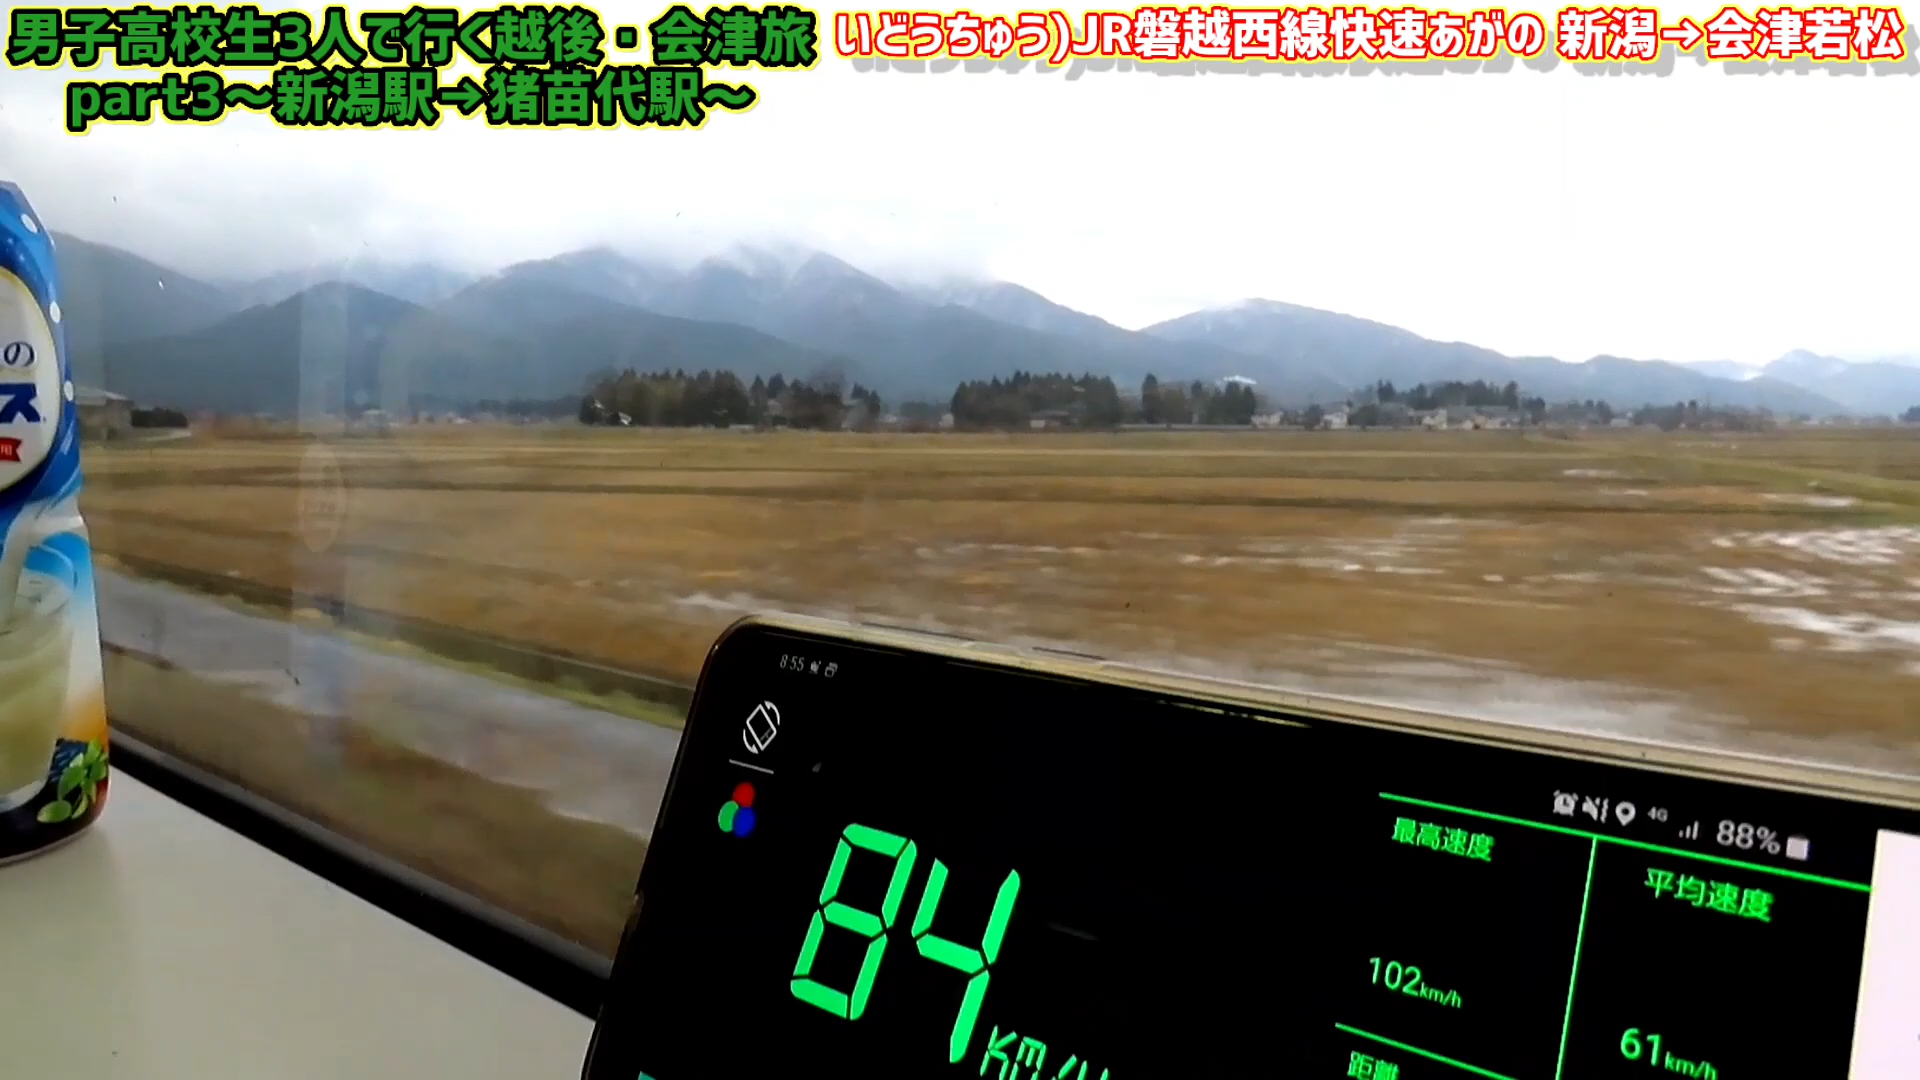 男子高校生3人で行く越後・会津旅
part3〜新潟駅→猪苗代駅〜
いどうちゅう)JR磐越西線快速あがの 新潟→会津若松
の
ス
8:55
4G
88%
84
KM/H
最高速度
102km/h
平均速度
61km/h
距離